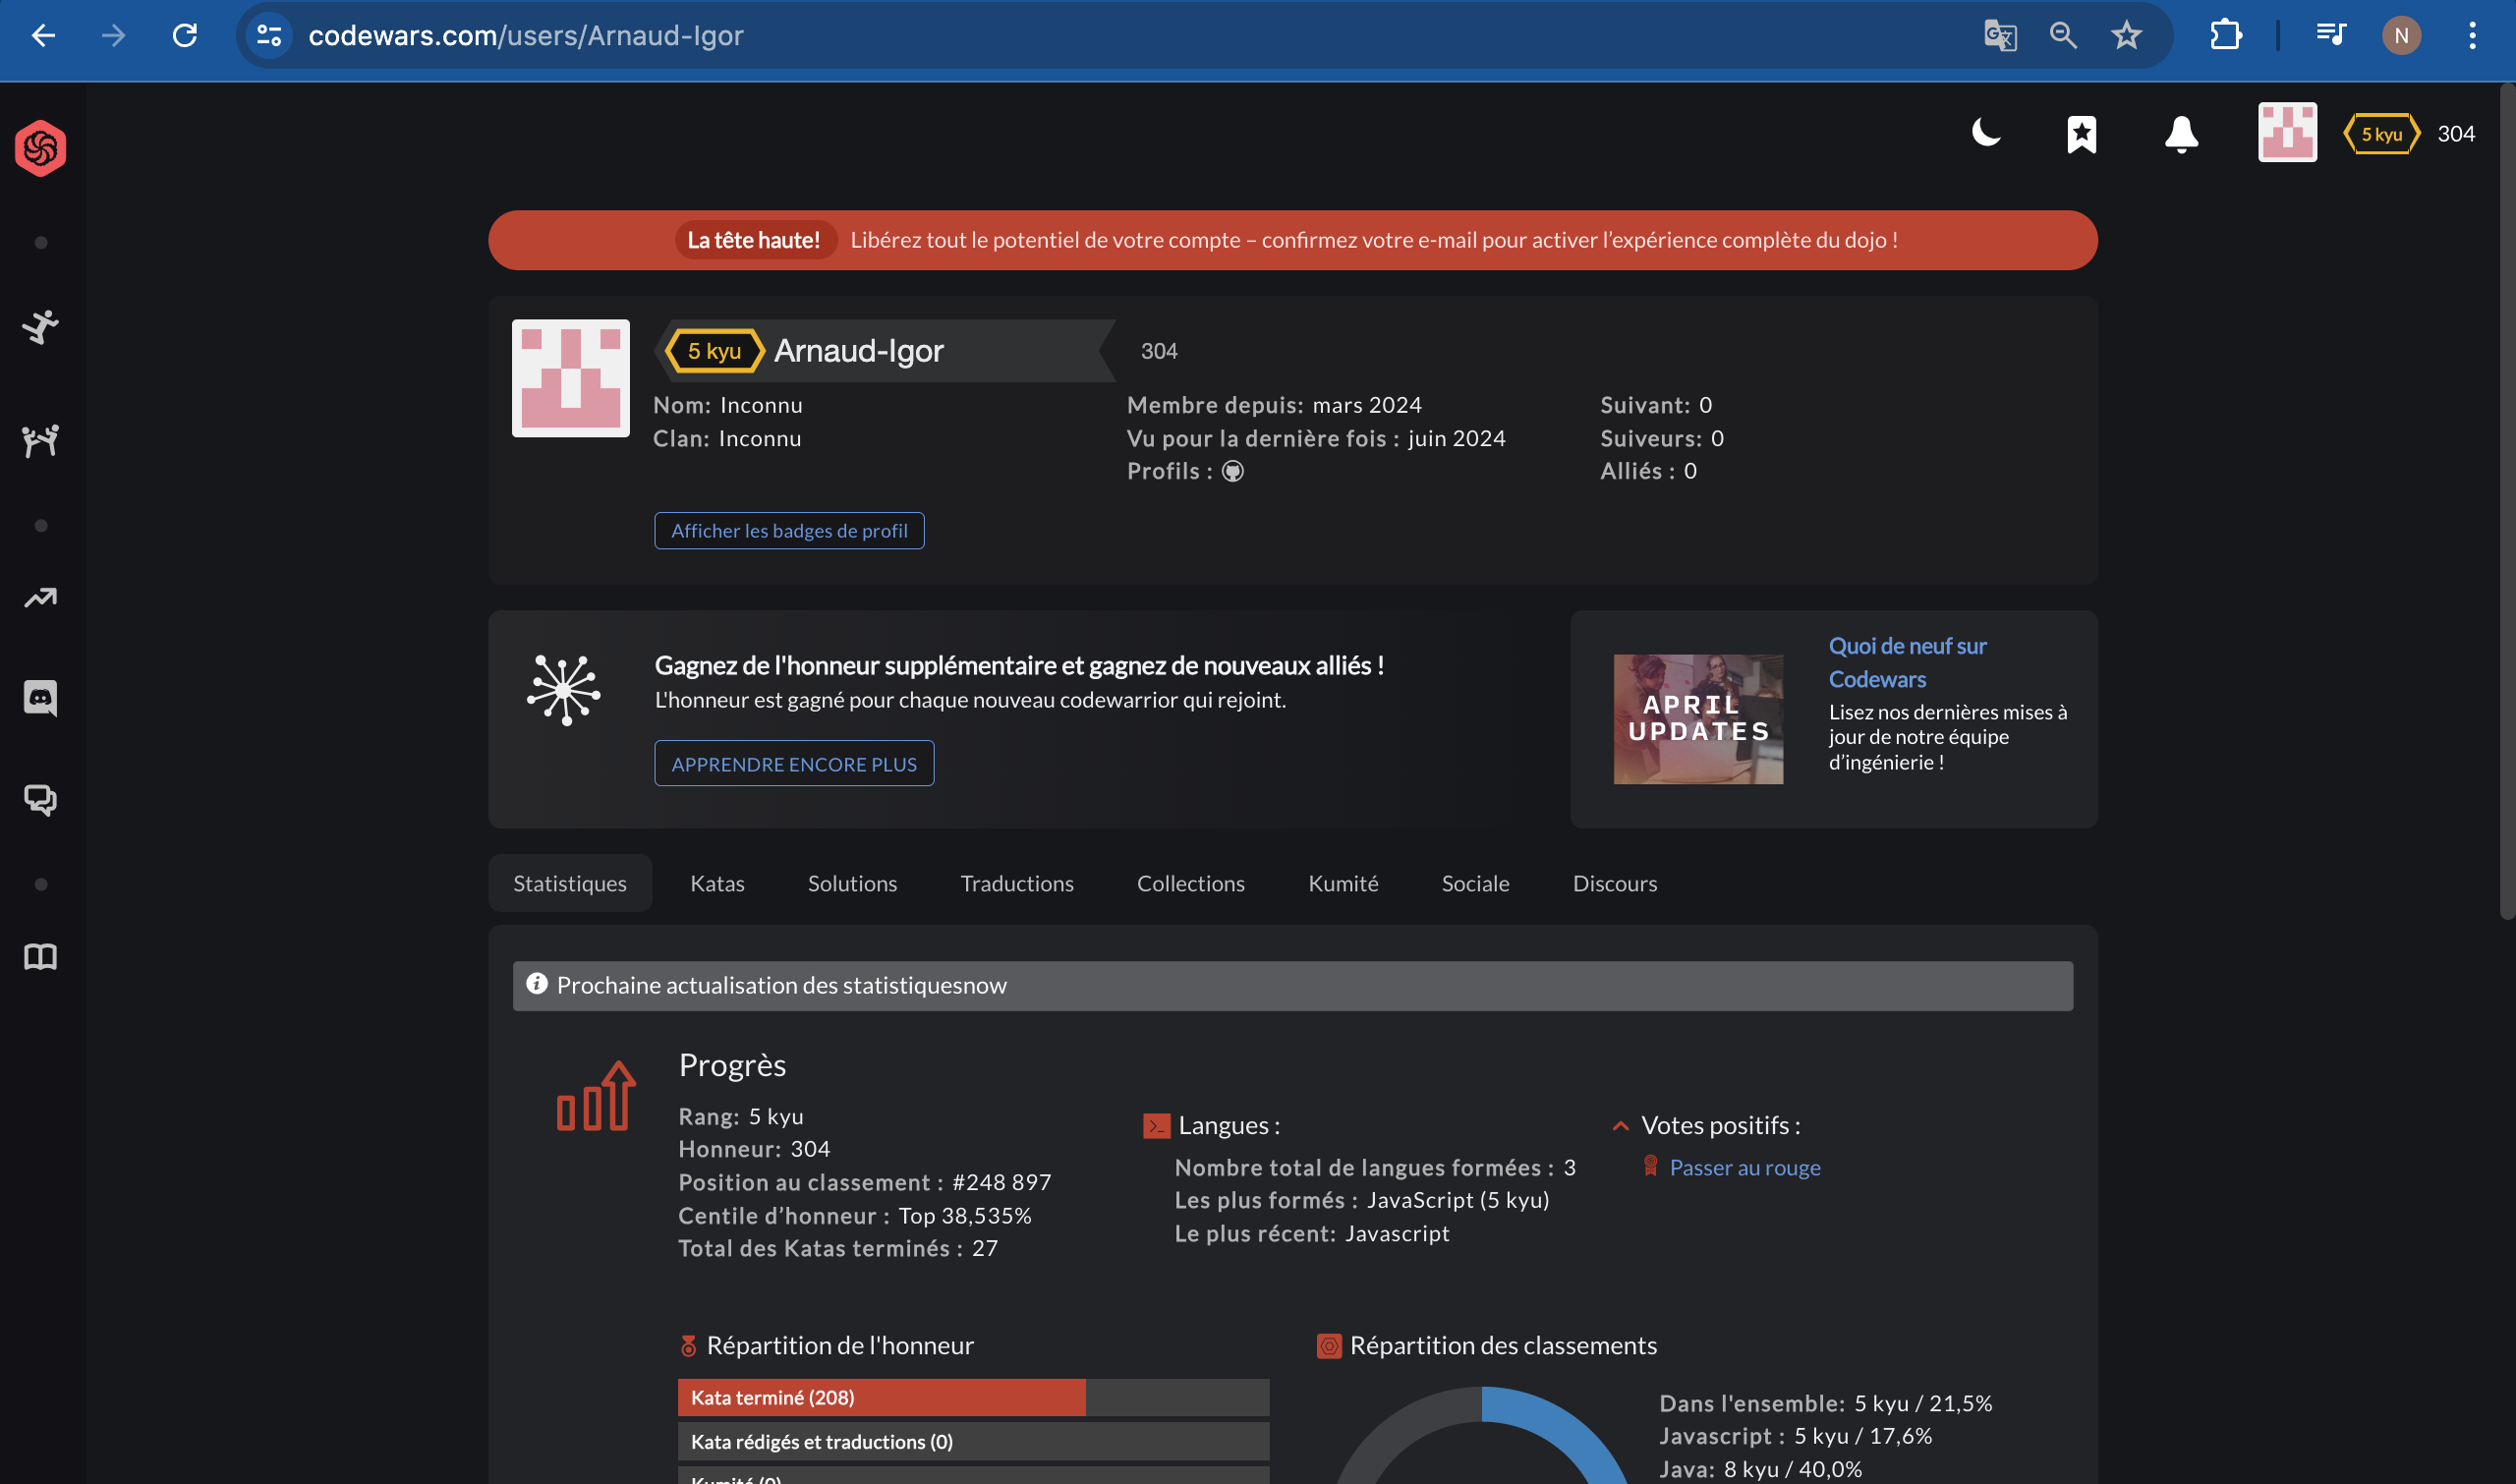 codewars.com/users/Arnaud-Igor
N
5 kyu
304
La tête haute! Libérez tout le potentiel de votre compte – confirmez votre e-mail pour activer l’expérience complète du dojo !
5 kyu Arnaud-Igor 304
Nom: Inconnu
Clan: Inconnu
Membre depuis: mars 2024
Vu pour la dernière fois : juin 2024
Profils :
Suivant: 0
Suiveurs: 0
Alliés : 0
Afficher les badges de profil
Gagnez de l'honneur supplémentaire et gagnez de nouveaux alliés !
L'honneur est gagné pour chaque nouveau codewarrior qui rejoint.
APPRENDRE ENCORE PLUS
APRIL
UPDATES
Quoi de neuf sur
Codewars
Lisez nos dernières mises à
jour de notre équipe
d’ingénierie !
Statistiques Katas Solutions Traductions Collections Kumité Sociale Discours
Prochaine actualisation des statistiquesnow
Progrès
Rang: 5 kyu
Honneur: 304
Position au classement : #248 897
Centile d’honneur : Top 38,535%
Total des Katas terminés : 27
Langues :
Nombre total de langues formées : 3
Les plus formés : JavaScript (5 kyu)
Le plus récent: Javascript
Votes positifs :
Passer au rouge
Répartition de l'honneur
Kata terminé (208)
Kata rédigés et traductions (0)
Kumité (0)
Répartition des classements
Dans l'ensemble: 5 kyu / 21,5%
Javascript : 5 kyu / 17,6%
Java: 8 kyu / 40,0%